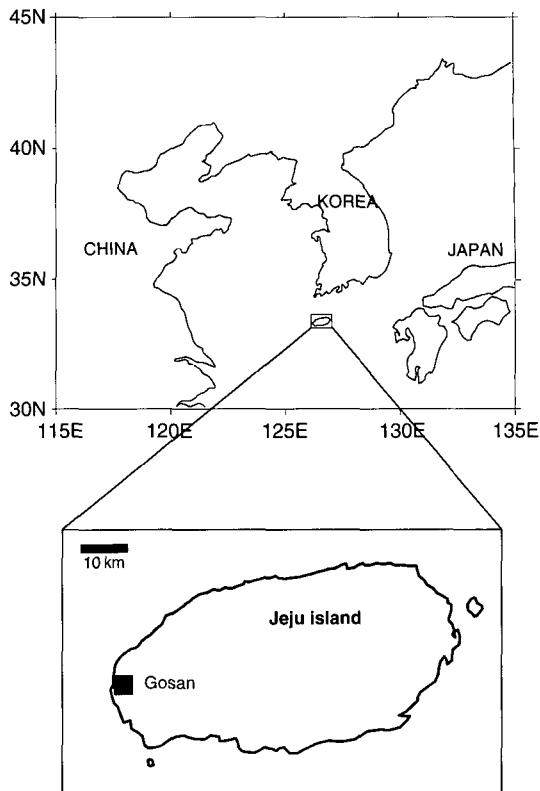 45N
40N
KOREA
CHINA
JAPAN
35N
30N
115E 120E 125E 130E 135E
10 km
Jeju island
Gosan